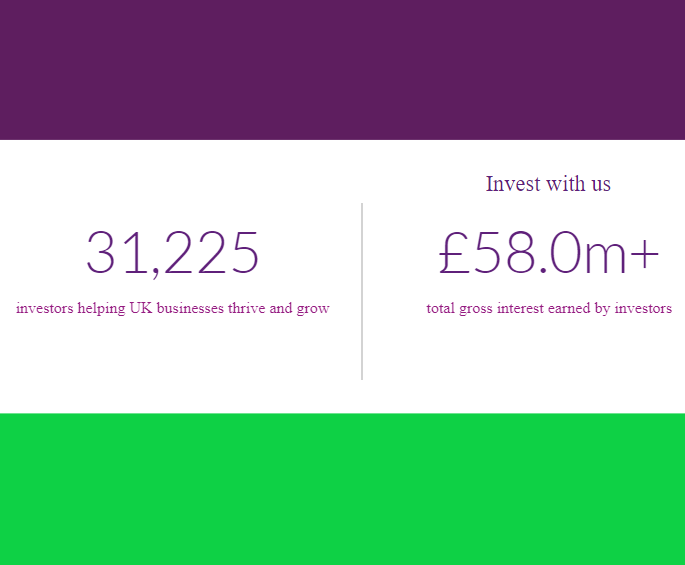 Invest with us
31,225
investors helping UK businesses thrive and grow
£58.0m+
total gross interest earned by investors